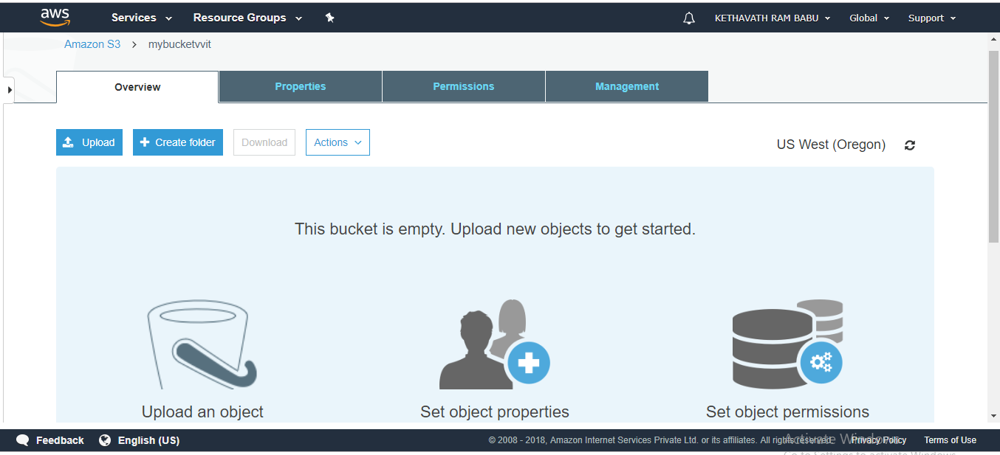 aws Services Resource Groups KETHAVATH RAM BABU Global Support
Amazon S3 > mybucketvvit
Overview Properties Permissions Management
Upload Create folder Download Actions
US West (Oregon)
This bucket is empty. Upload new objects to get started.
Upload an object Set object properties Set object permissions
Feedback English (US) © 2008 - 2018, Amazon Internet Services Private Ltd. or its affiliates. All rights reserved. Privacy Policy Terms of Use
Activate Windows
Go to Settings to activate Windows.